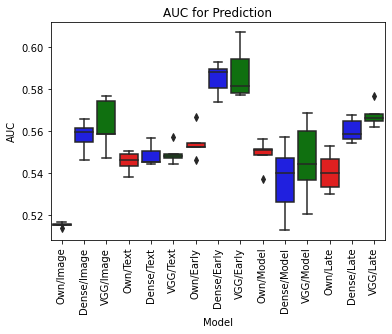 AUC for Prediction
AUC
0.60
0.58
0.56
0.54
0.52
Own/Image
Dense/Image
VGG/Image
Own/Text
Dense/Text
VGG/Text
Own/Early
Dense/Early
VGG/Early
Own/Model
Dense/Model
VGG/Model
Own/Late
Dense/Late
VGG/Late
Model